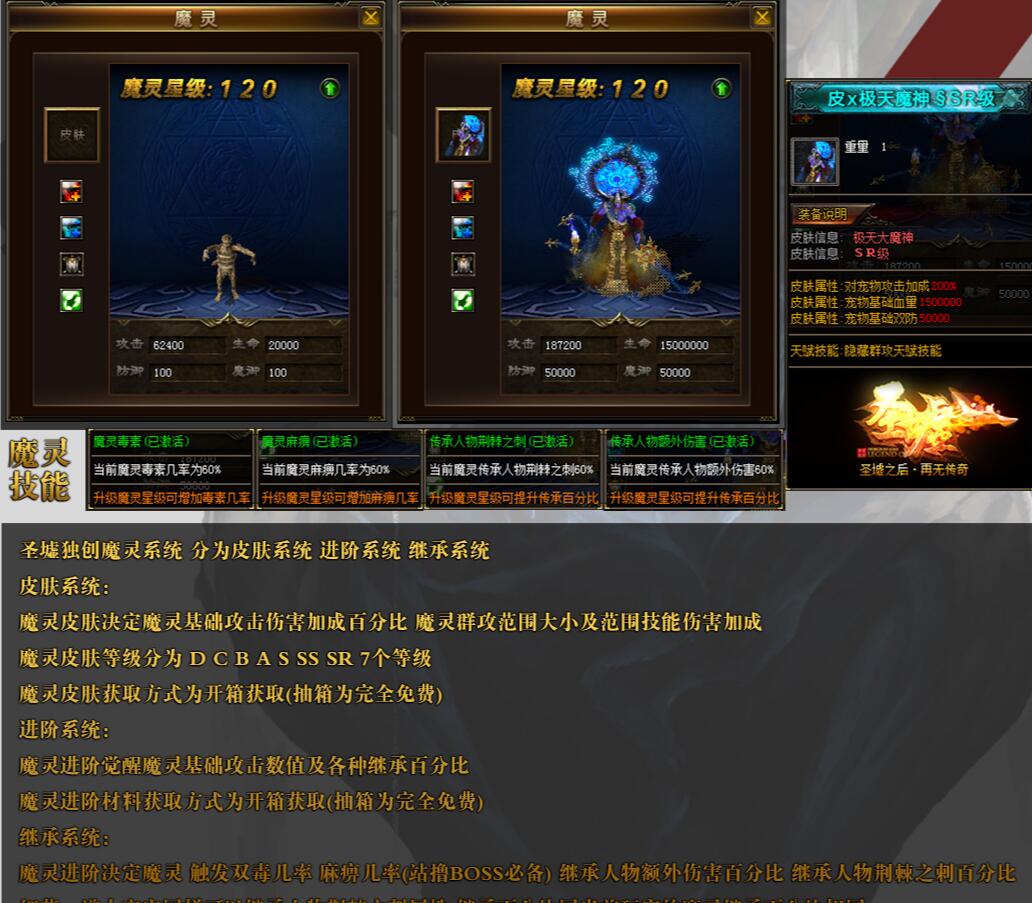 魔灵
魔灵星级:120
皮肤
攻击 62400 生命 20000
防御 100 魔御 100
魔灵
魔灵星级:120
攻击 187200 生命 15000000
防御 50000 魔御 50000
皮x极天魔神§SR级
重量 1
装备说明
皮肤信息: 极天大魔神
皮肤信息: SR级
皮肤属性:对宠物攻击加成200%
皮肤属性:宠物基础血量1500000
皮肤属性:宠物基础双防50000
天赋技能:隐藏群攻天赋技能
圣墟之后·再无传奇
魔灵
技能
魔灵毒素(已激活)
当前魔灵毒素几率为60%
升级魔灵星级可增加毒素几率
魔灵麻痹(已激活)
当前魔灵麻痹几率为60%
升级魔灵星级可增加麻痹几率
传承人物荆棘之刺(已激活)
当前魔灵传承人物荆棘之刺60%
升级魔灵星级可提升传承百分比
传承人物额外伤害(已激活)
当前魔灵传承人物额外伤害60%
升级魔灵星级可提升传承百分比
圣墟独创魔灵系统 分为皮肤系统 进阶系统 继承系统
皮肤系统:
魔灵皮肤决定魔灵基础攻击伤害加成百分比 魔灵群攻范围大小及范围技能伤害加成
魔灵皮肤等级分为 D C B A S SS SR 7个等级
魔灵皮肤获取方式为开箱获取(抽箱为完全免费)
进阶系统:
魔灵进阶觉醒魔灵基础攻击数值及各种继承百分比
魔灵进阶材料获取方式为开箱获取(抽箱为完全免费)
继承系统:
魔灵进阶决定魔灵 触发双毒几率 麻痹几率(站撸BOSS必备) 继承人物额外伤害百分比 继承人物荆棘之刺百分比